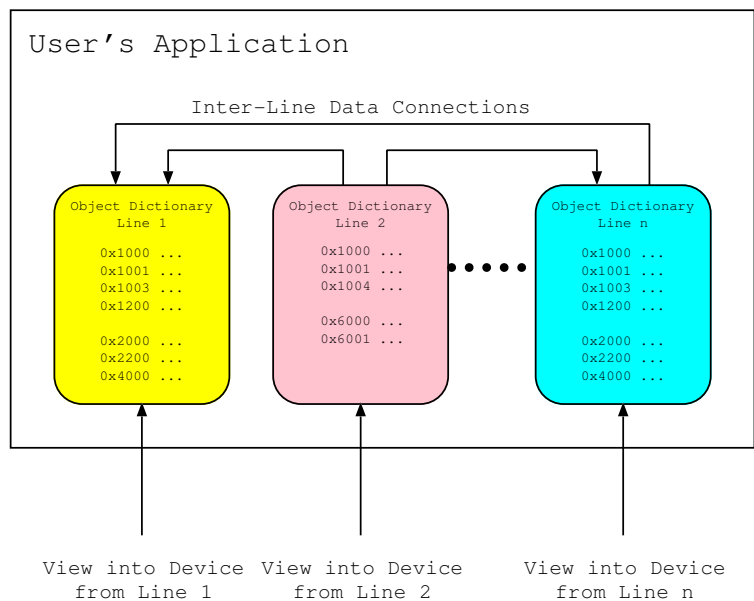 User's Application
Inter-Line Data Connections
Object Dictionary
Line 1
0x1000 ...
0x1001 ...
0x1003 ...
0x1200 ...
0x2000 ...
0x2200 ...
0x4000 ...
Object Dictionary
Line 2
0x1000 ...
0x1001 ...
0x1004 ...
0x6000 ...
0x6001 ...
Object Dictionary
Line n
0x1000 ...
0x1001 ...
0x1003 ...
0x1200 ...
0x2000 ...
0x2200 ...
0x4000 ...
View into Device
from Line 1
View into Device
from Line 2
View into Device
from Line n